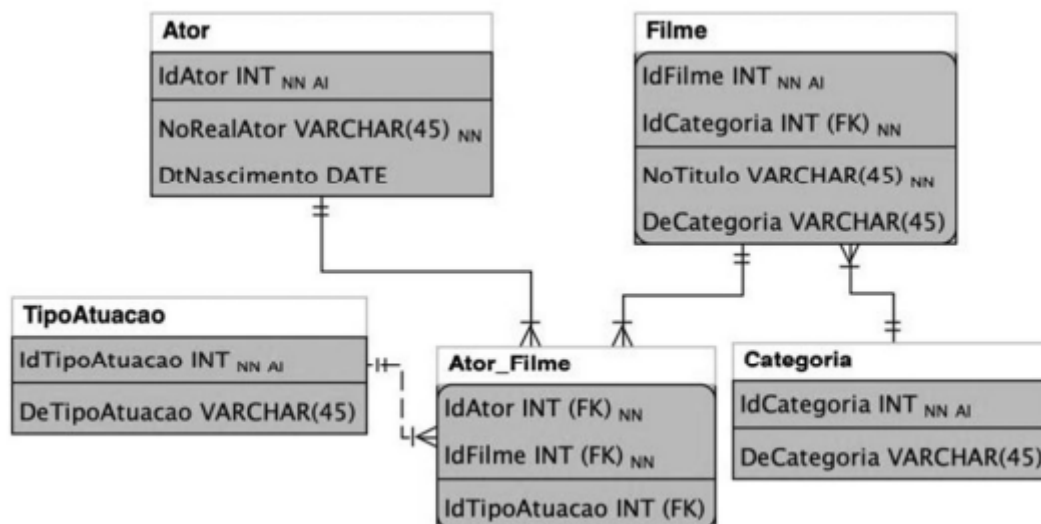 Ator
IdAtor INT NN AI
NoRealAtor VARCHAR(45) NN
DtNascimento DATE
Filme
IdFilme INT NN AI
IdCategoria INT (FK) NN
NoTitulo VARCHAR(45) NN
DeCategoria VARCHAR(45)
TipoAtuacao
IdTipoAtuacao INT NN AI
DeTipoAtuacao VARCHAR(45)
Ator_Filme
IdAtor INT (FK) NN
IdFilme INT (FK) NN
IdTipoAtuacao INT (FK)
Categoria
IdCategoria INT NN AI
DeCategoria VARCHAR(45)